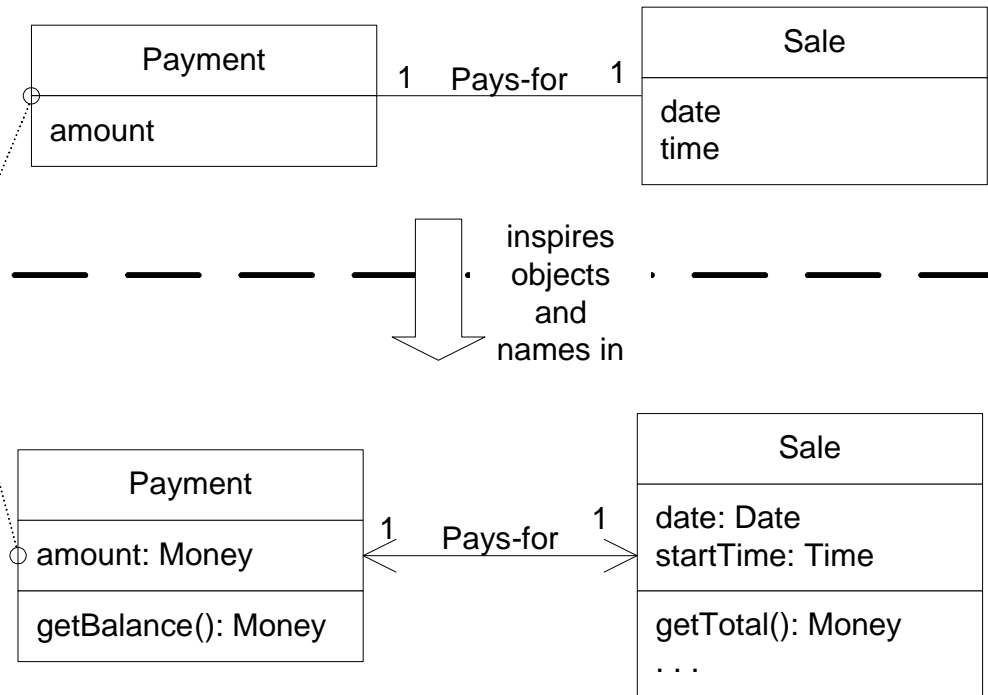 Payment
amount
1 Pays-for 1
Sale
date
time
inspires
objects
and
names in
Payment
amount: Money
getBalance(): Money
1 Pays-for 1
Sale
date: Date
startTime: Time
getTotal(): Money
. . .